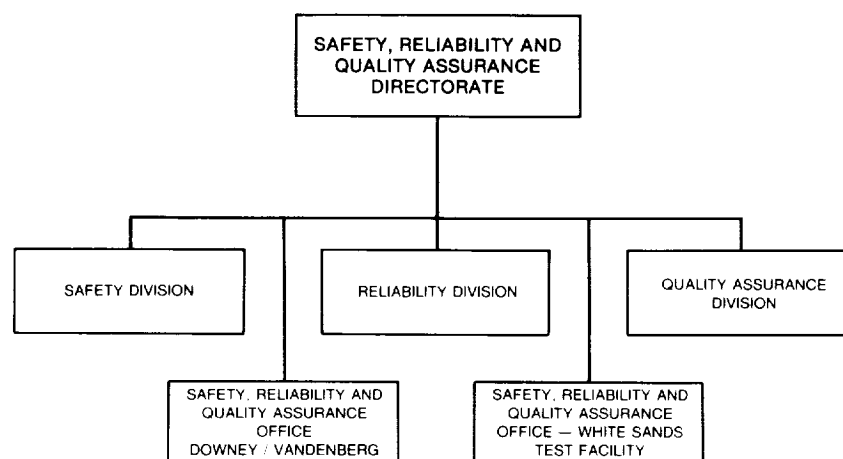 SAFETY, RELIABILITY AND
QUALITY ASSURANCE
DIRECTORATE
SAFETY DIVISION
RELIABILITY DIVISION
QUALITY ASSURANCE
DIVISION
SAFETY, RELIABILITY AND
QUALITY ASSURANCE
OFFICE
DOWNEY / VANDENBERG
SAFETY, RELIABILITY AND
QUALITY ASSURANCE
OFFICE — WHITE SANDS
TEST FACILITY